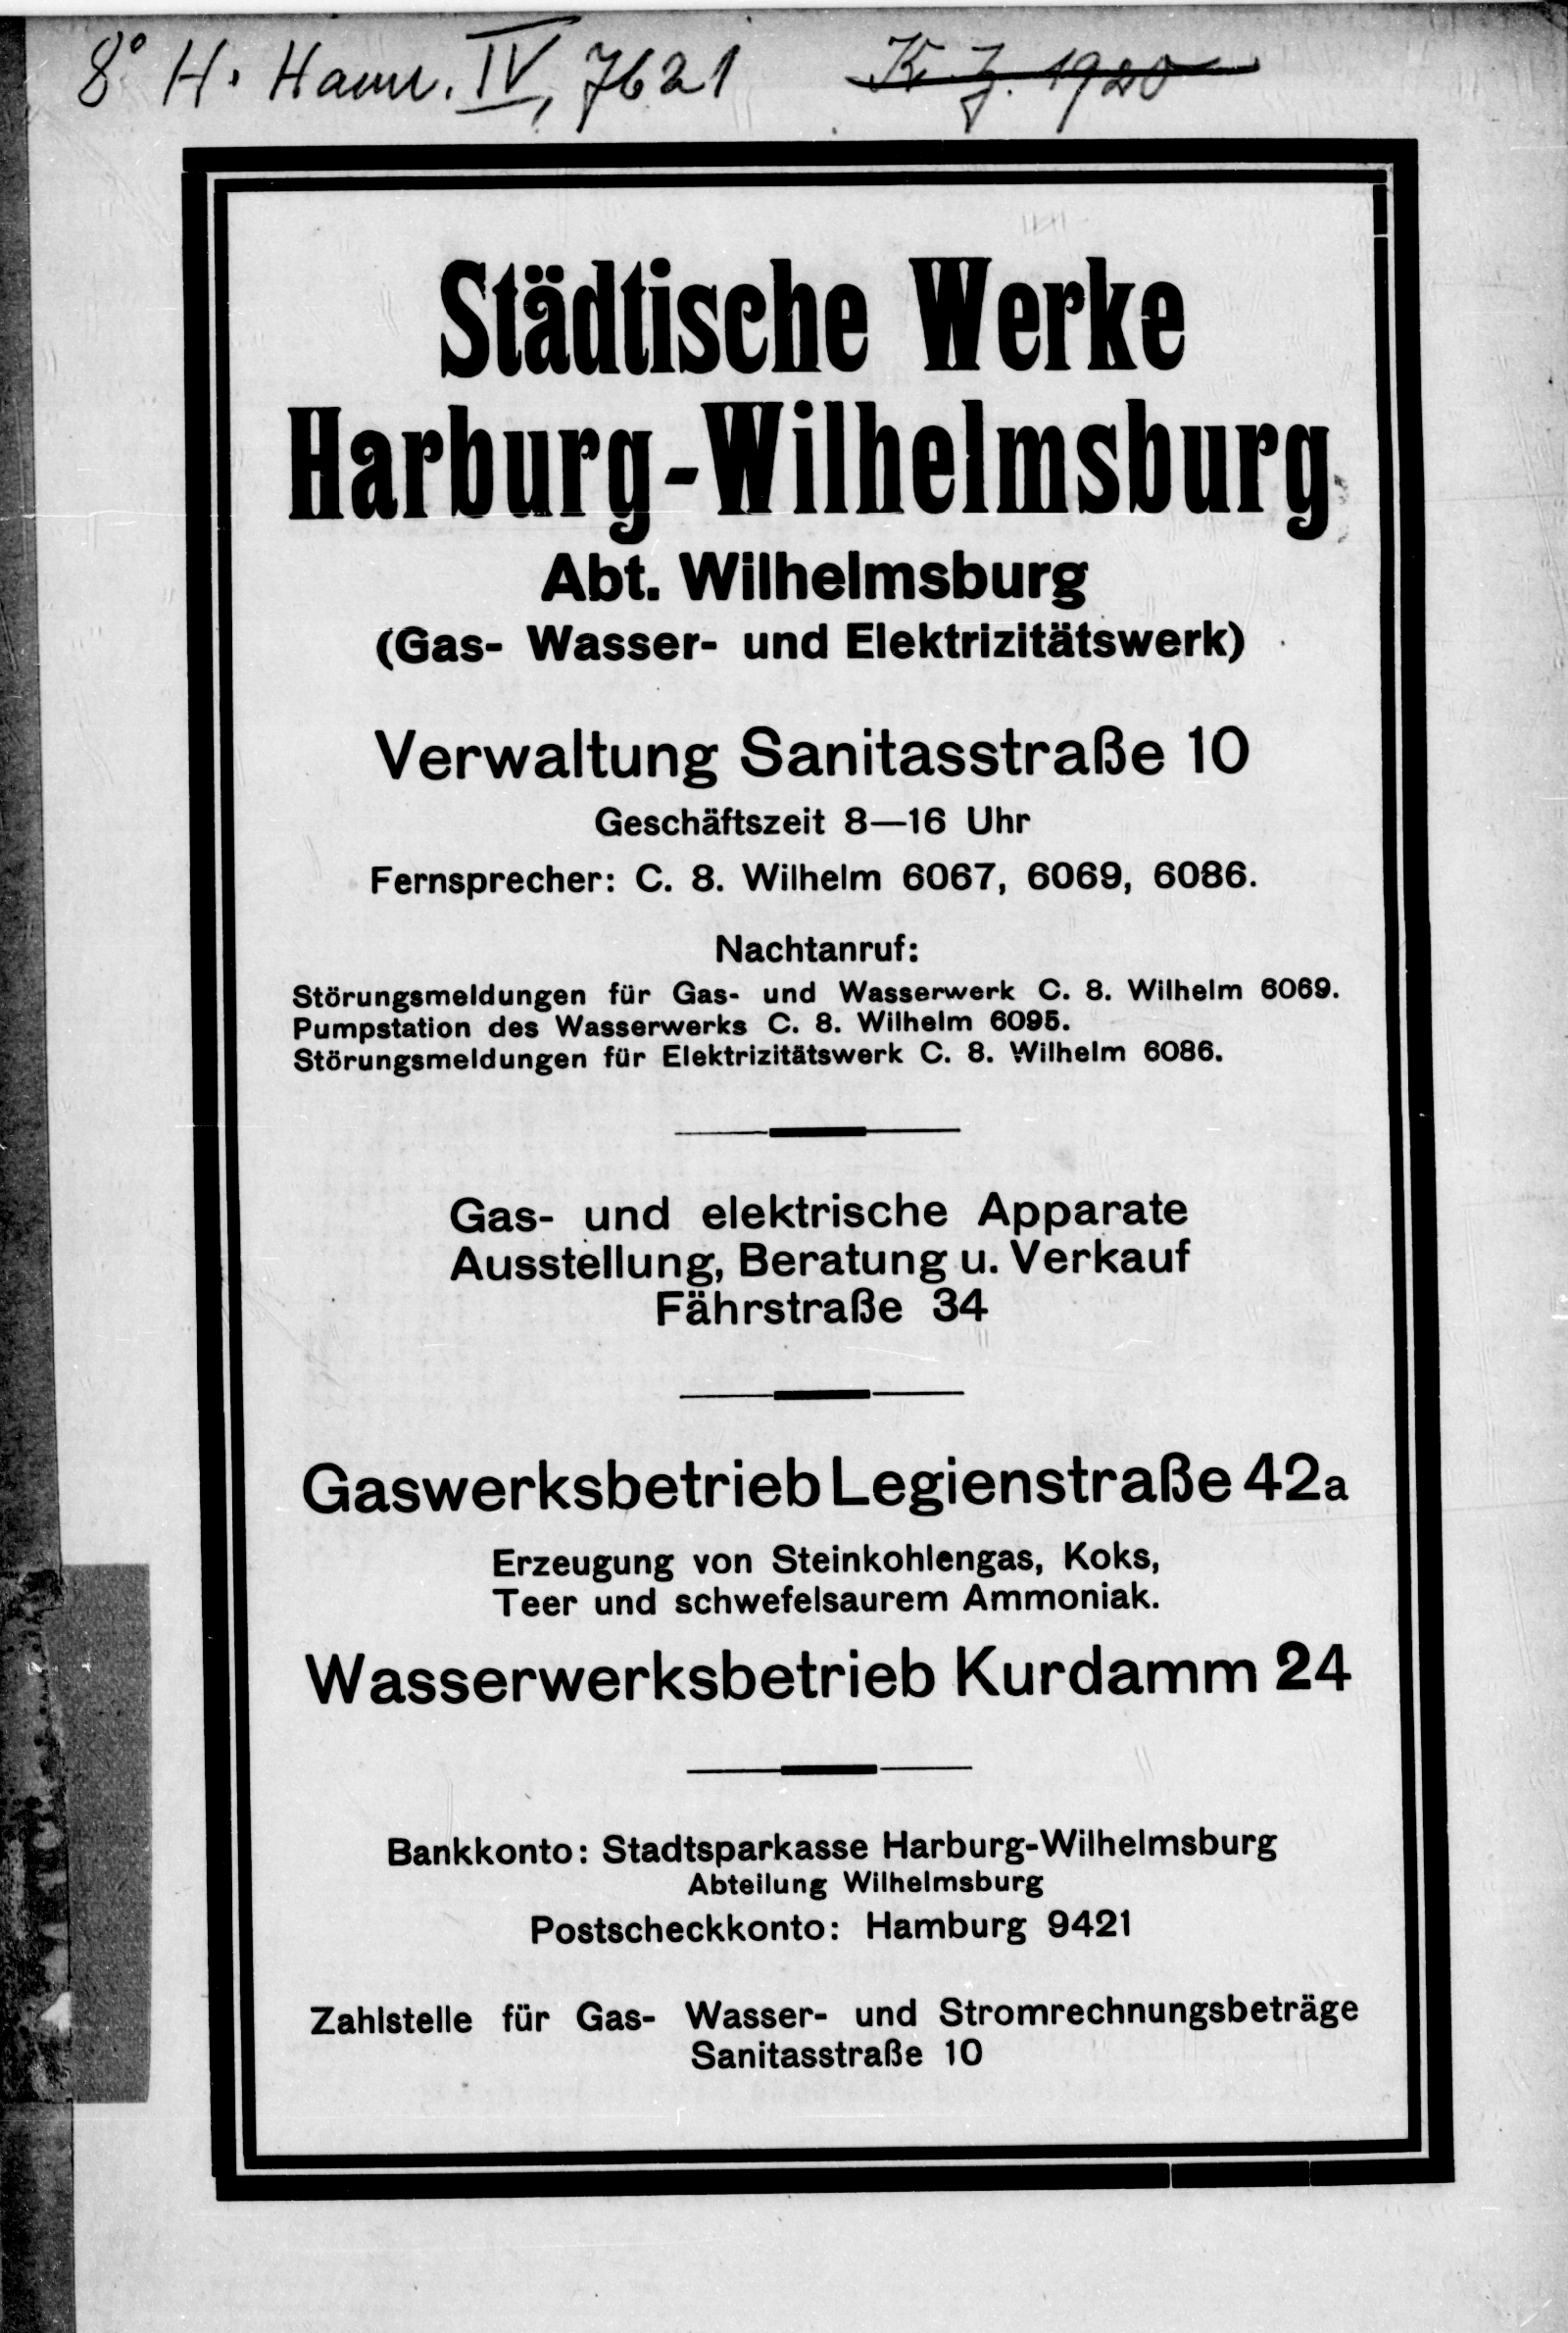 8° H. Hann. IV, 7621
Städtische Werke
Harburg-Wilhelmsburg
Abt. Wilhelmsburg
(Gas- Wasser- und Elektrizitätswerk)
Verwaltung Sanitasstraße 10
Geschäftszeit 8—16 Uhr
Fernsprecher: C. 8. Wilhelm 6067, 6069, 6086.
Nachtanruf:
Störungsmeldungen für Gas- und Wasserwerk C. 8. Wilhelm 6069.
Pumpstation des Wasserwerks C. 8. Wilhelm 6095.
Störungsmeldungen für Elektrizitätswerk C. 8. Wilhelm 6086.
Gas- und elektrische Apparate
Ausstellung, Beratung u. Verkauf
Fährstraße 34
Gaswerksbetrieb Legienstraße 42a
Erzeugung von Steinkohlengas, Koks,
Teer und schwefelsaurem Ammoniak.
Wasserwerksbetrieb Kurdamm 24
Bankkonto: Stadtsparkasse Harburg-Wilhelmsburg
Abteilung Wilhelmsburg
Postscheckkonto: Hamburg 9421
Zahlstelle für Gas- Wasser- und Stromrechnungsbeträge
Sanitasstraße 10